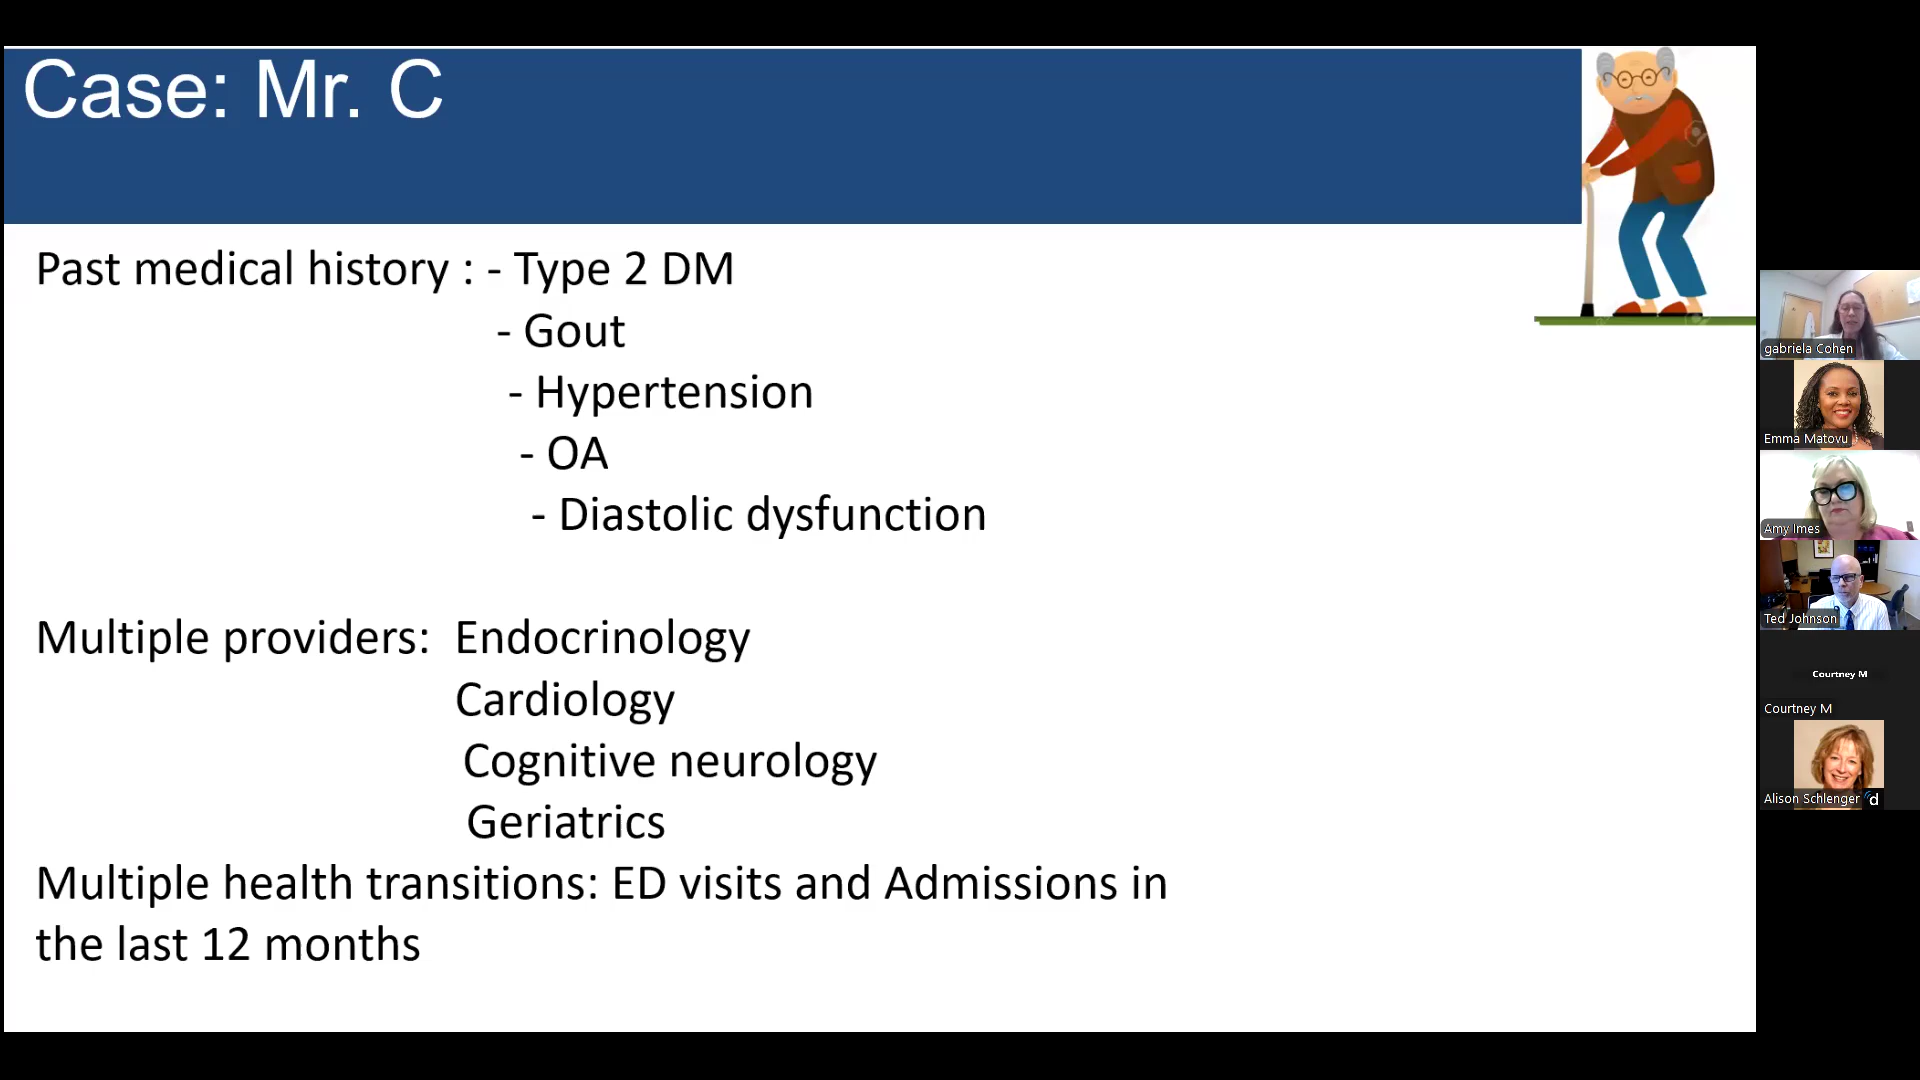 Case: Mr. C
Past medical history : - Type 2 DM
- Gout
- Hypertension
- OA
- Diastolic dysfunction
Multiple providers: Endocrinology
Cardiology
Cognitive neurology
Geriatrics
Multiple health transitions: ED visits and Admissions in
the last 12 months
gabriela Cohen
Emma Matovu
Amy Imes
Ted Johnson
Courtney M
Courtney M
Alison Schlenger
d